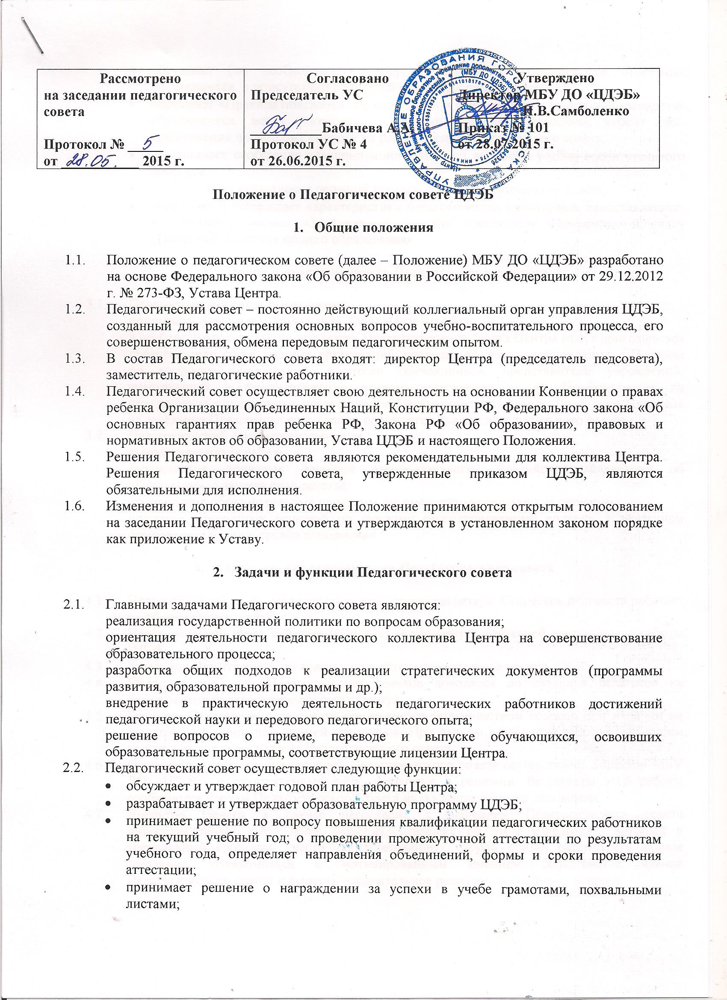 Рассмотрено
на заседании педагогического
совета
Протокол № 5
от 28.05. 2015 г.
Согласовано
Председатель УС
Бабичева А.А.
Протокол УС № 4
от 26.06.2015 г.
Утверждено
Директор МБУ ДО «ЦДЭБ»
Н.В.Самболенко
Приказ № 101
от 28.07.2015 г.
УПРАВЛЕНИЕ ОБРАЗОВАНИЯ ГОРОДА
Муниципальное бюджетное учреждение дополнительного образования
(МБУ ДО ЦДЭБ)
Положение о Педагогическом совете ЦДЭБ
1. Общие положения
1.1. Положение о педагогическом совете (далее – Положение) МБУ ДО «ЦДЭБ» разработано
на основе Федерального закона «Об образовании в Российской Федерации» от 29.12.2012
г. № 273-ФЗ, Устава Центра.
1.2. Педагогический совет – постоянно действующий коллегиальный орган управления ЦДЭБ,
созданный для рассмотрения основных вопросов учебно-воспитательного процесса, его
совершенствования, обмена передовым педагогическим опытом.
1.3. В состав Педагогического совета входят: директор Центра (председатель педсовета),
заместитель, педагогические работники.
1.4. Педагогический совет осуществляет свою деятельность на основании Конвенции о правах
ребенка Организации Объединенных Наций, Конституции РФ, Федерального закона «Об
основных гарантиях прав ребенка РФ, Закона РФ «Об образовании», правовых и
нормативных актов об образовании, Устава ЦДЭБ и настоящего Положения.
1.5. Решения Педагогического совета являются рекомендательными для коллектива Центра.
Решения Педагогического совета, утвержденные приказом ЦДЭБ, являются
обязательными для исполнения.
1.6. Изменения и дополнения в настоящее Положение принимаются открытым голосованием
на заседании Педагогического совета и утверждаются в установленном законом порядке
как приложение к Уставу.
2. Задачи и функции Педагогического совета
2.1. Главными задачами Педагогического совета являются:
реализация государственной политики по вопросам образования;
ориентация деятельности педагогического коллектива Центра на совершенствование
образовательного процесса;
разработка общих подходов к реализации стратегических документов (программы
развития, образовательной программы и др.);
внедрение в практическую деятельность педагогических работников достижений
педагогической науки и передового педагогического опыта;
решение вопросов о приеме, переводе и выпуске обучающихся, освоивших
образовательные программы, соответствующие лицензии Центра.
2.2. Педагогический совет осуществляет следующие функции:
• обсуждает и утверждает годовой план работы Центра;
• разрабатывает и утверждает образовательную программу ЦДЭБ;
• принимает решение по вопросу повышения квалификации педагогических работников
на текущий учебный год; о проведении промежуточной аттестации по результатам
учебного года, определяет направления объединений, формы и сроки проведения
аттестации;
• принимает решение о награждении за успехи в учебе грамотами, похвальными
листами;